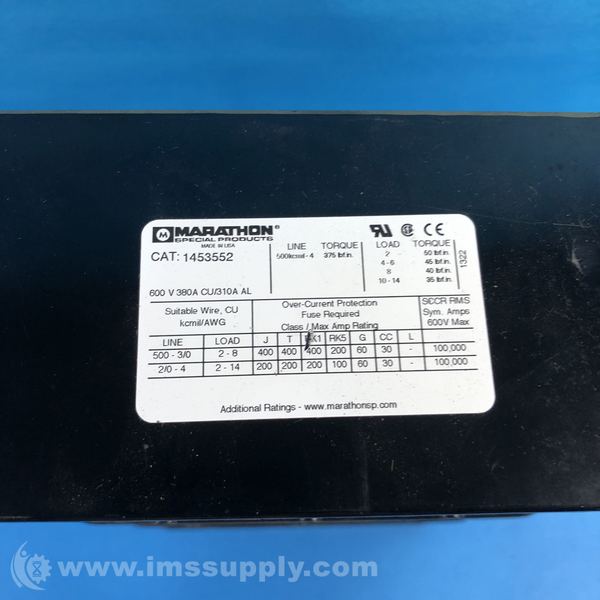 MARATHON®
SPECIAL PRODUCTS
MADE IN USA
CAT: 1453552
LINE TORQUE LOAD TORQUE
500kcmil - 4 375 lbf.in. 2 50 lbf.in.
4-6 45 lbf.in.
8 40 lbf.in.
10 - 14 35 lbf.in.
1322
600 V 380A CU/310A AL
Suitable Wire, CU
kcmil/AWG
Over-Current Protection
Fuse Required
Class / Max Amp Rating
SCCR RMS
Sym. Amps
600V Max
LINE LOAD J T RK1 RK5 G CC L
500 - 3/0 2 - 8 400 400 400 200 60 30 - 100,000
2/0 - 4 2 - 14 200 200 200 100 60 30 - 100,000
Additional Ratings - www.marathonsp.com
www.imssupply.com